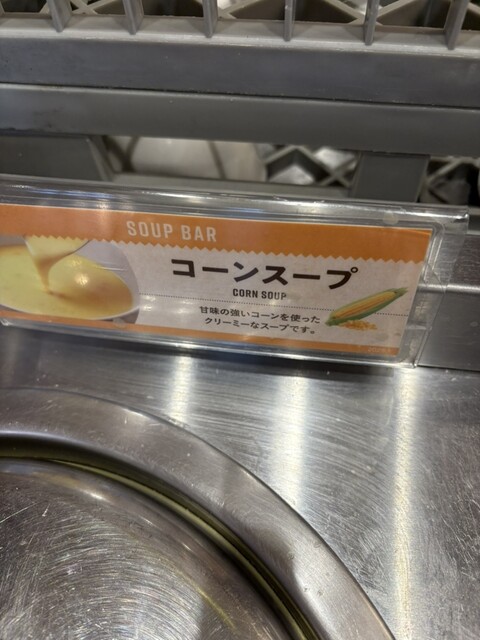 SOUP BAR
コーンスープ
CORN SOUP
甘味の強いコーンを使った
クリーミーなスープです。